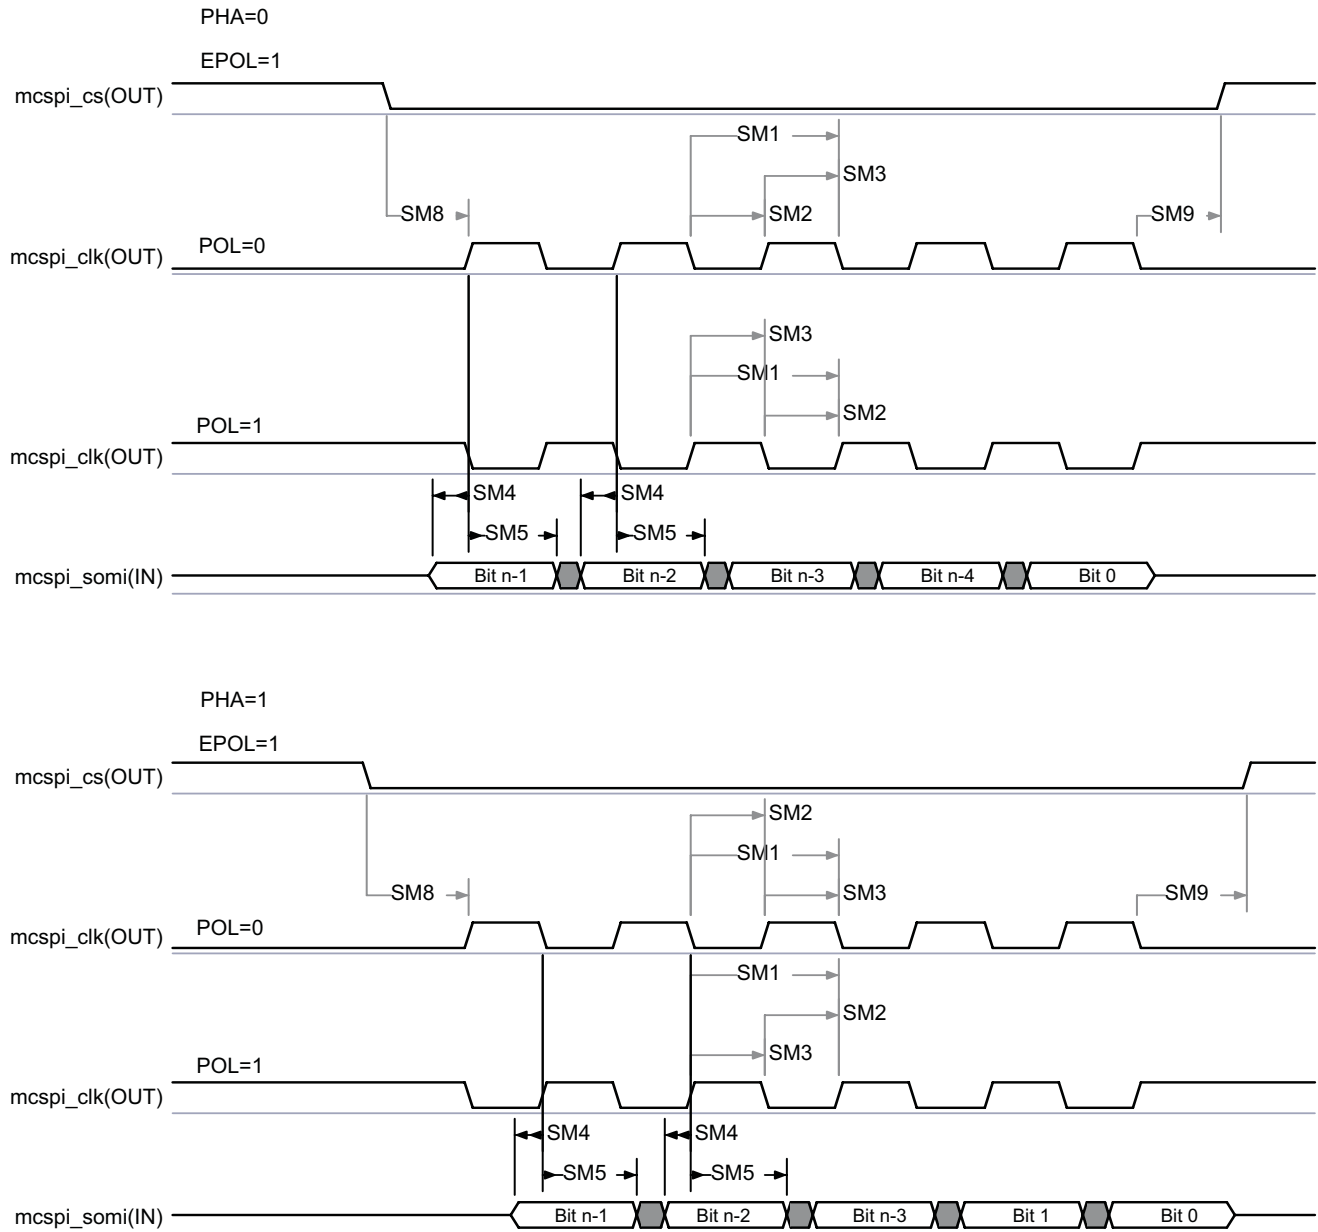 PHA=0
EPOL=1
mcspi_cs(OUT)
SM1
SM3
SM8
SM2
SM9
POL=0
mcspi_clk(OUT)
SM3
SM1
SM2
POL=1
mcspi_clk(OUT)
SM4
SM4
SM5
SM5
mcspi_somi(IN)
Bit n-1
Bit n-2
Bit n-3
Bit n-4
Bit 0
PHA=1
EPOL=1
mcspi_cs(OUT)
SM2
SM1
SM8
SM3
SM9
POL=0
mcspi_clk(OUT)
SM1
SM2
SM3
POL=1
mcspi_clk(OUT)
SM4
SM4
SM5
SM5
mcspi_somi(IN)
Bit n-1
Bit n-2
Bit n-3
Bit 1
Bit 0